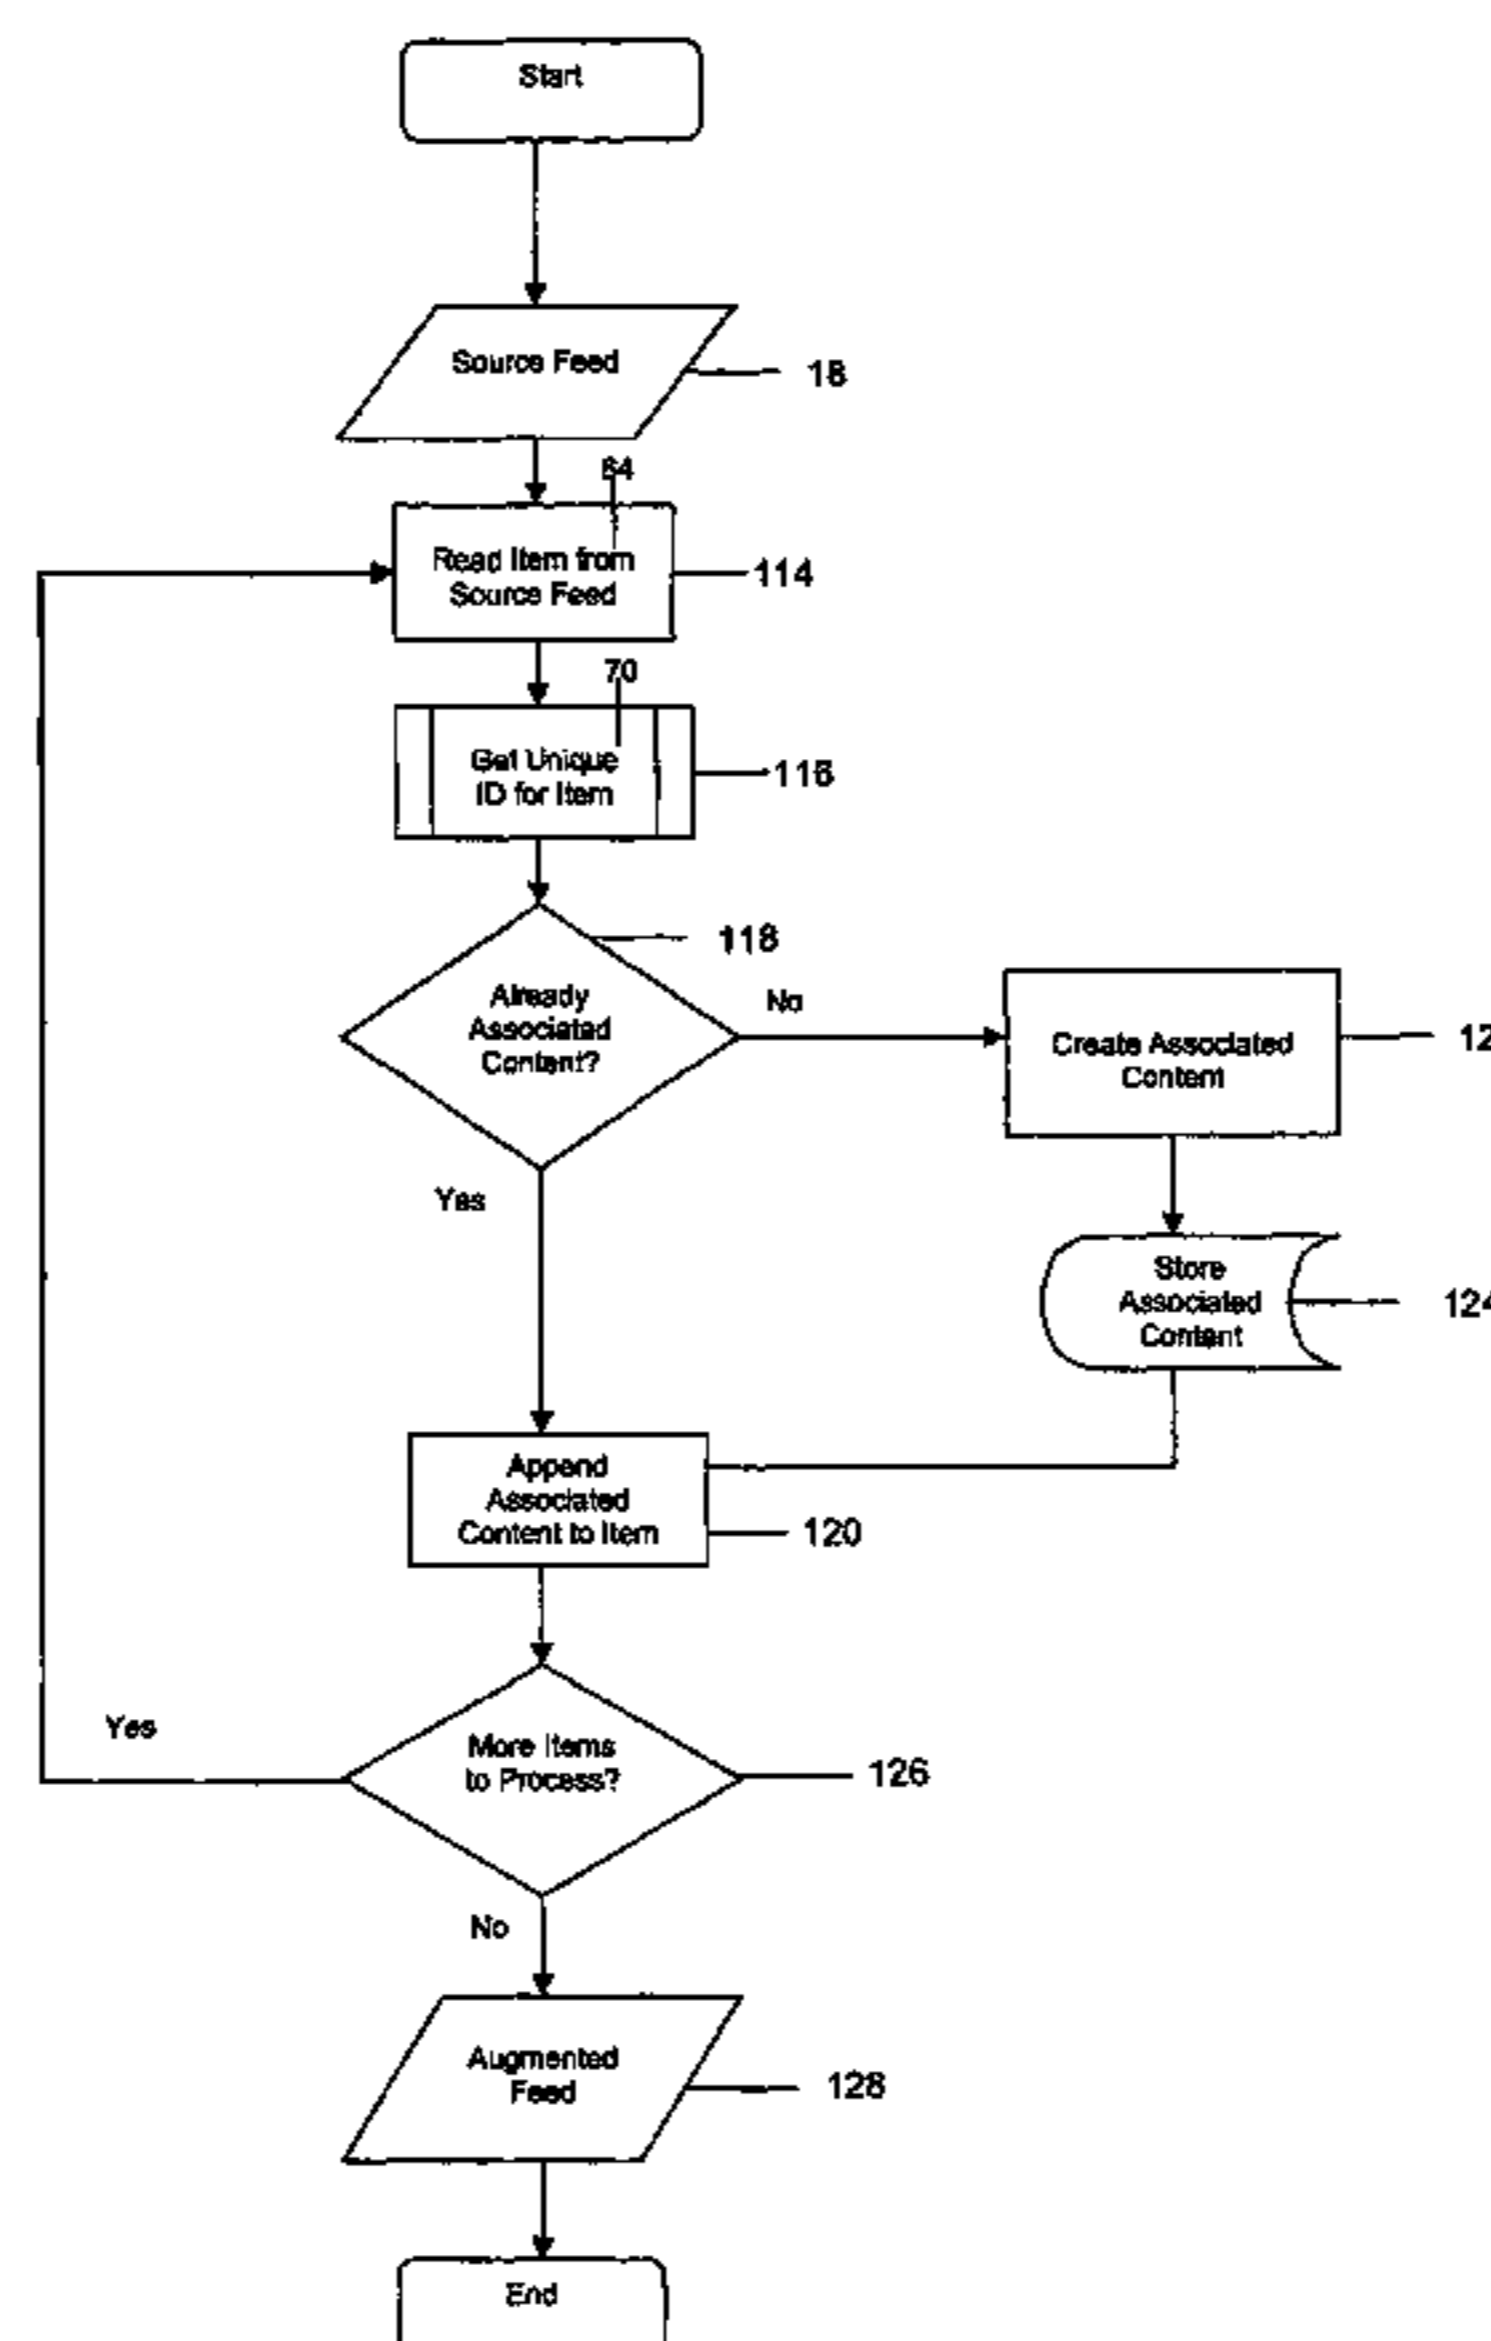 Start
Source Feed
18
64
Read Item from
Source Feed
114
70
Get Unique
ID for Item
116
118
Already
Associated
Content?
No
Create Associated
Content
Yes
Store
Associated
Content
124
Append
Associated
Content to Item
120
Yes
More Items
to Process?
126
No
Augmented
Feed
128
End